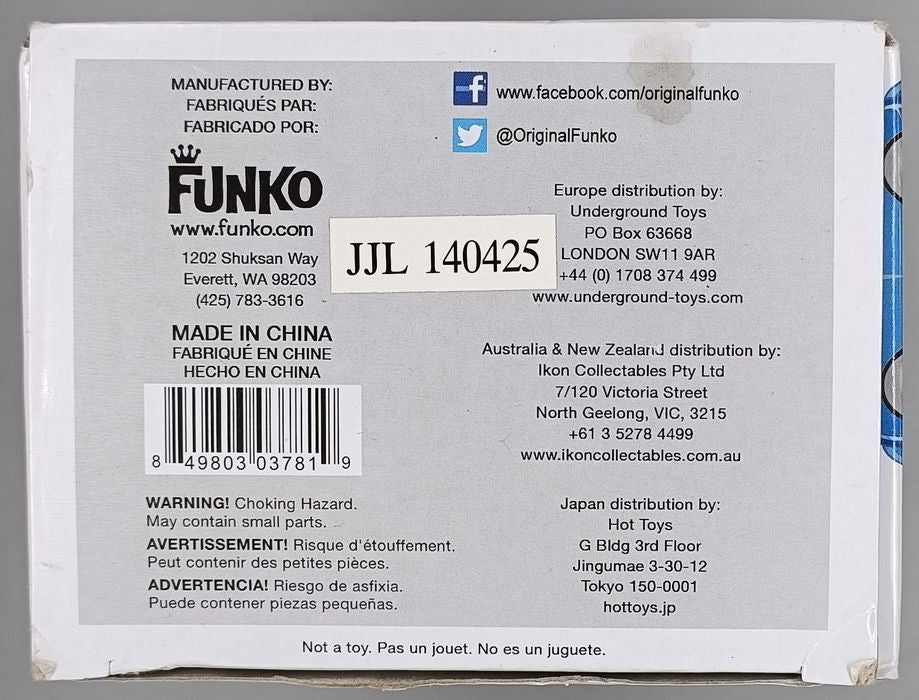 MANUFACTURED BY:
FABRIQUÉS PAR:
FABRICADO POR:
FUNKO
www.funko.com
1202 Shuksan Way
Everett, WA 98203
(425) 783-3616
MADE IN CHINA
FABRIQUÉ EN CHINE
HECHO EN CHINA
8 49803 03781 9
WARNING! Choking Hazard.
May contain small parts.
AVERTISSEMENT! Risque d'étouffement.
Peut contenir des petites pièces.
ADVERTENCIA! Riesgo de asfixia.
Puede contener piezas pequeñas.
JJL 140425
f www.facebook.com/originalfunko
@OriginalFunko
Europe distribution by:
Underground Toys
PO Box 63668
LONDON SW11 9AR
+44 (0) 1708 374 499
www.underground-toys.com
Australia & New Zealand distribution by:
Ikon Collectables Pty Ltd
7/120 Victoria Street
North Geelong, VIC, 3215
+61 3 5278 4499
www.ikoncollectables.com.au
Japan distribution by:
Hot Toys
G Bldg 3rd Floor
Jingumae 3-30-12
Tokyo 150-0001
hottoys.jp
Not a toy. Pas un jouet. No es un juguete.